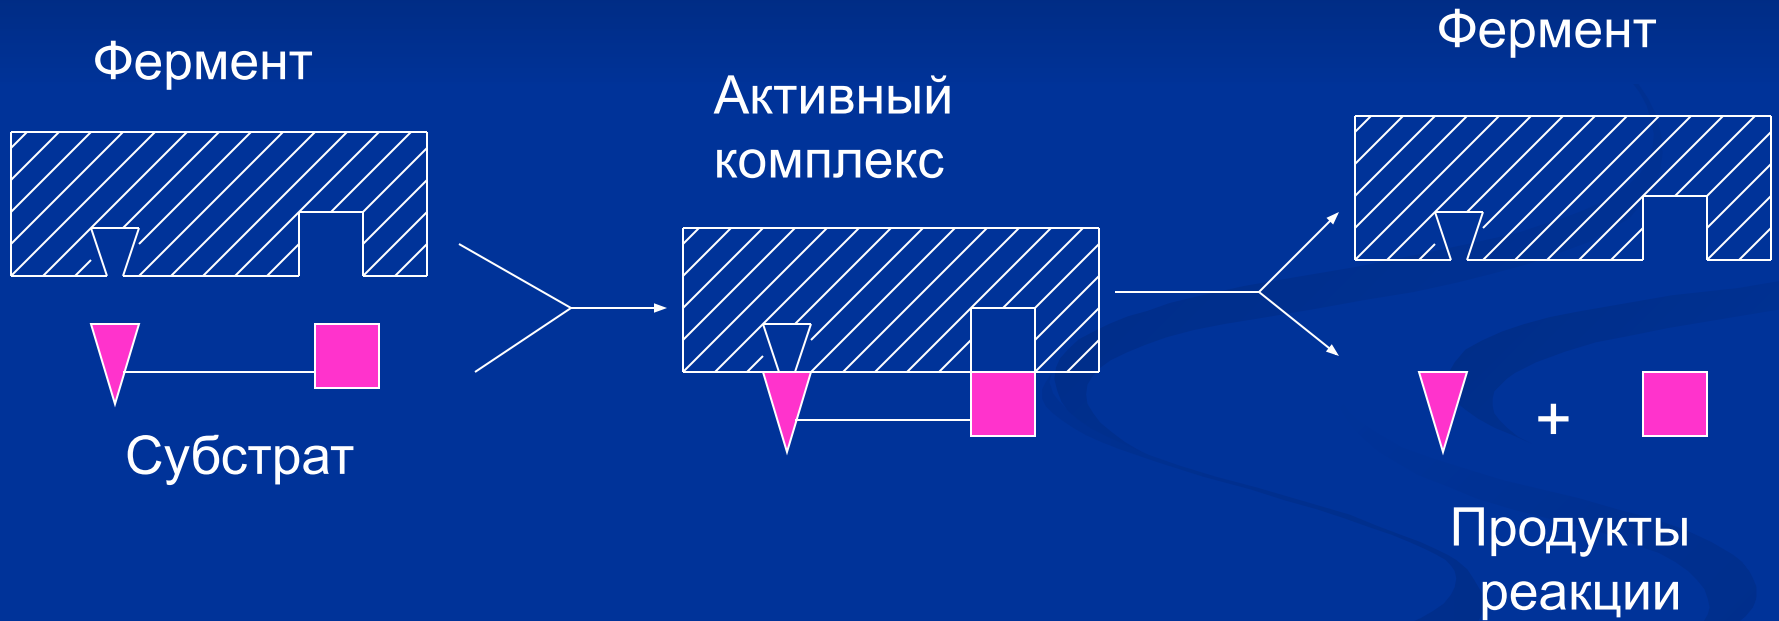 Фермент
Субстрат
Активный
комплекс
Фермент
+
Продукты
реакции